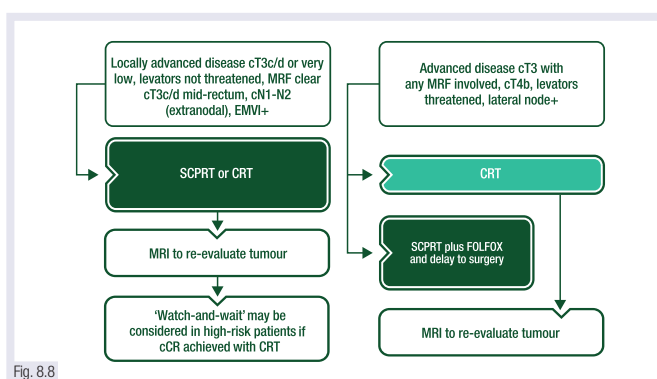 Locally advanced disease cT3c/d or very
low, levators not threatened, MRF clear
cT3c/d mid-rectum, cN1-N2
(extranodal), EMVI+
SCPRT or CRT
MRI to re-evaluate tumour
‘Watch-and-wait’ may be
considered in high-risk patients if
cCR achieved with CRT
Advanced disease cT3 with
any MRF involved, cT4b, levators
threatened, lateral node+
CRT
SCPRT plus FOLFOX
and delay to surgery
MRI to re-evaluate tumour
Fig. 8.8